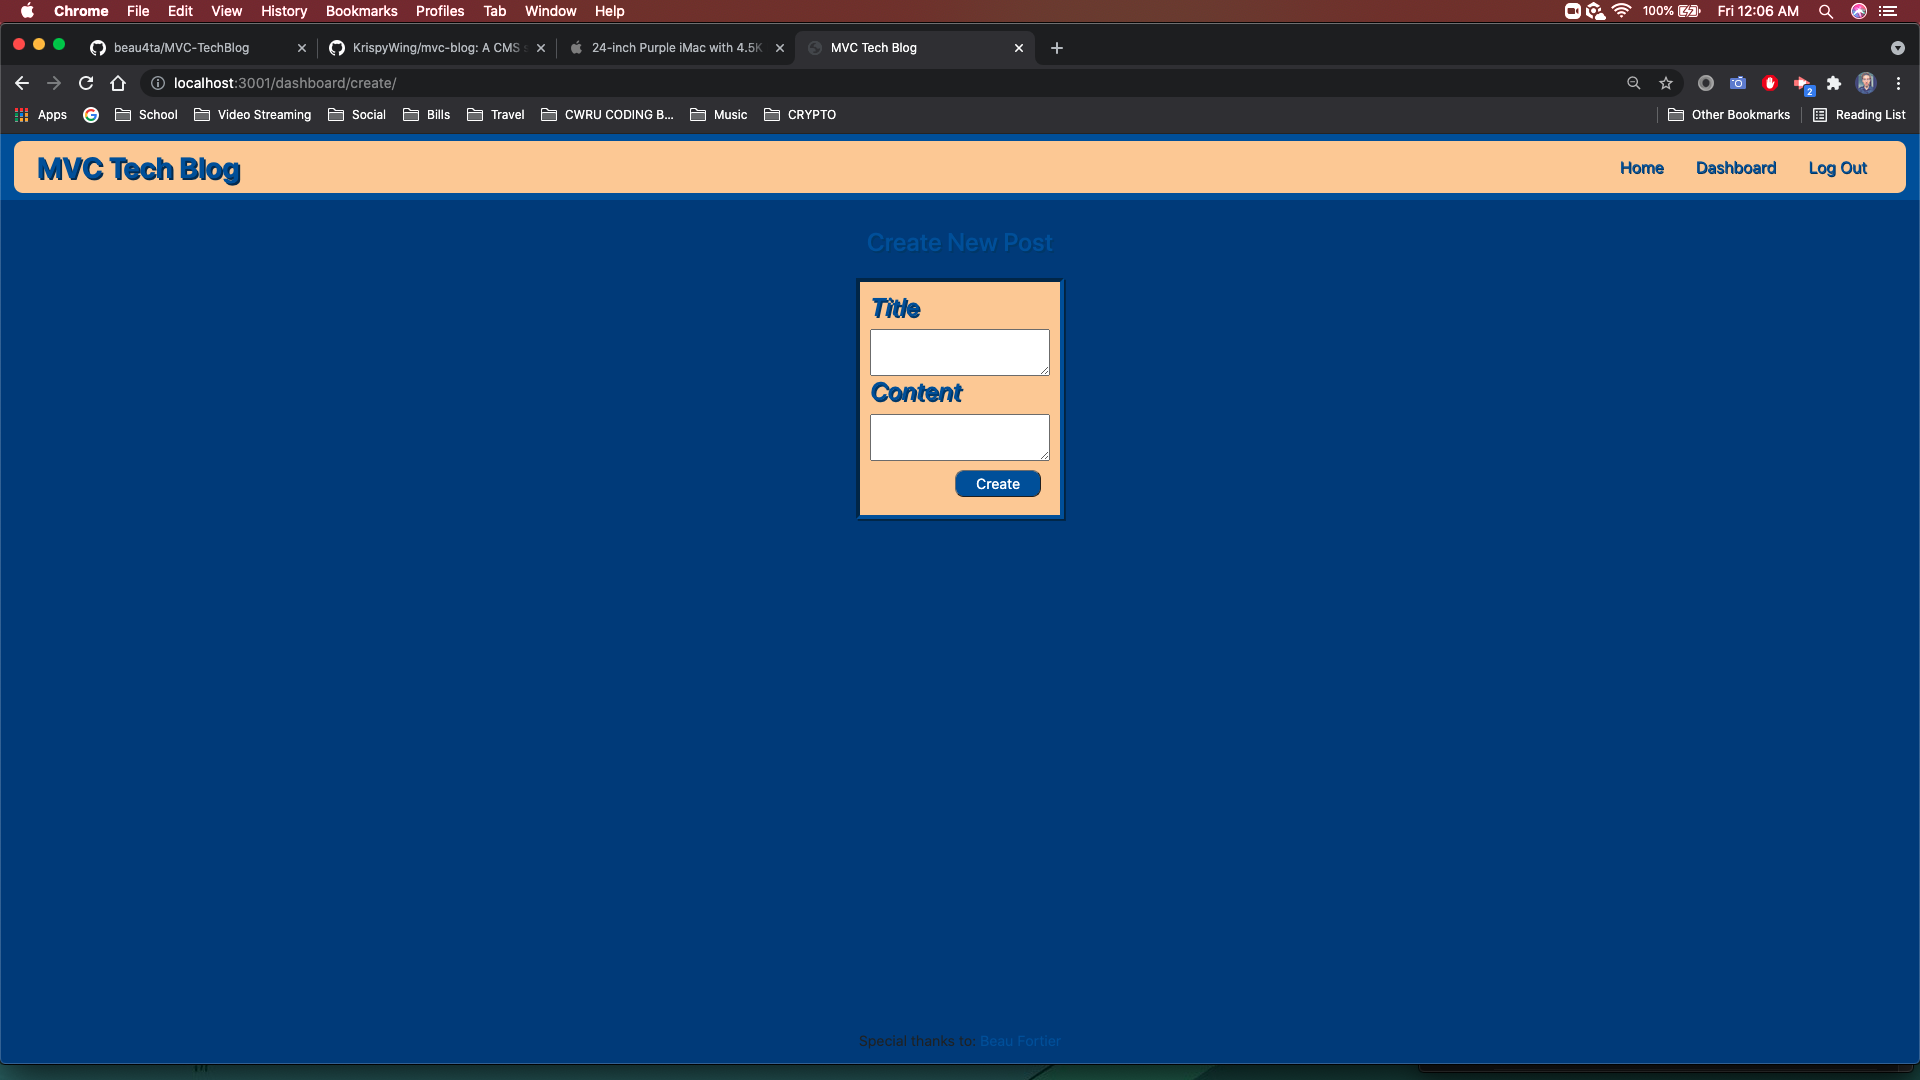 Chrome File Edit View History Bookmarks Profiles Tab Window Help 100% Fri 12:06 AM
beau4ta/MVC-TechBlog KrispyWing/mvc-blog: A CMS 24-inch Purple iMac with 4.5K MVC Tech Blog
localhost:3001/dashboard/create/ 2
Apps School Video Streaming Social Bills Travel CWRU CODING B... Music CRYPTO Other Bookmarks Reading List
MVC Tech Blog Home Dashboard Log Out
Create New Post
Title
Content
Create
Special thanks to: Beau Fortier